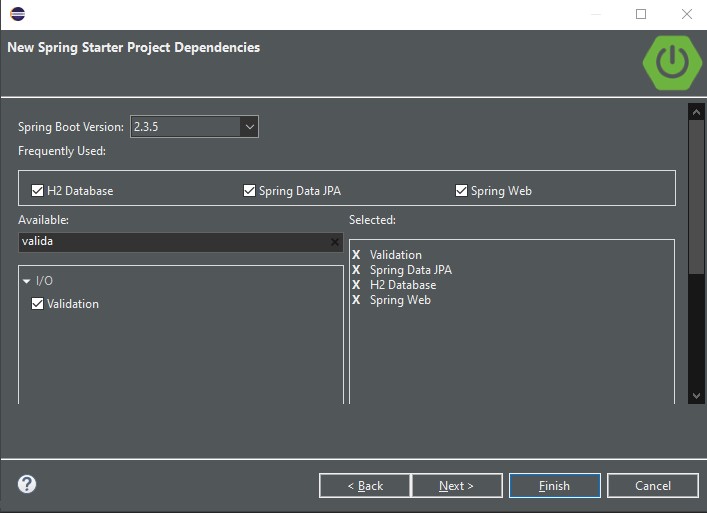 New Spring Starter Project Dependencies
Spring Boot Version: 2.3.5
Frequently Used:
H2 Database Spring Data JPA Spring Web
Available: Selected:
valida
I/O
Validation
X Validation
X Spring Data JPA
X H2 Database
X Spring Web
? < Back Next > Finish Cancel